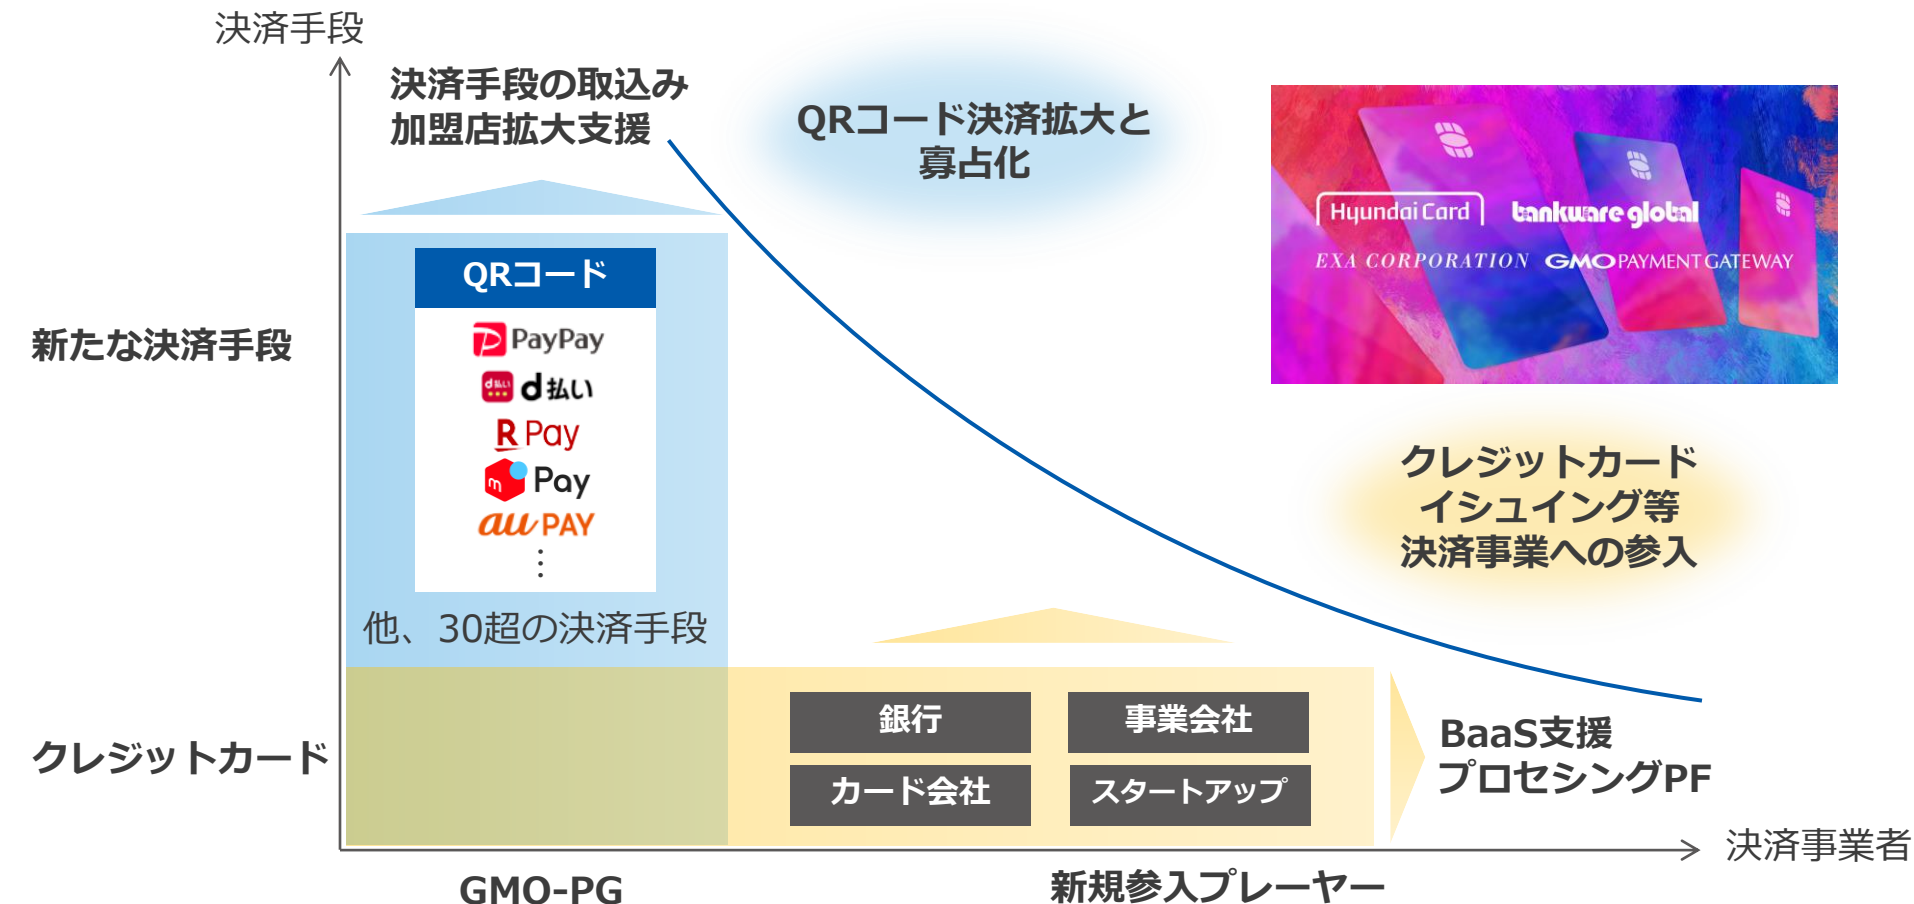 決済手段
決済手段の取込み
加盟店拡大支援
QRコード決済拡大と
寡占化
Hyundai Card
bankware global
EXA CORPORATION
GMO PAYMENT GATEWAY
QRコード
PayPay
d払い
d払い
R Pay
m Pay
au PAY
⋮
新たな決済手段
他、30超の決済手段
クレジットカード
イシュイング等
決済事業への参入
クレジットカード
銀行
事業会社
カード会社
スタートアップ
BaaS支援
プロセシングPF
決済事業者
GMO-PG
新規参入プレーヤー